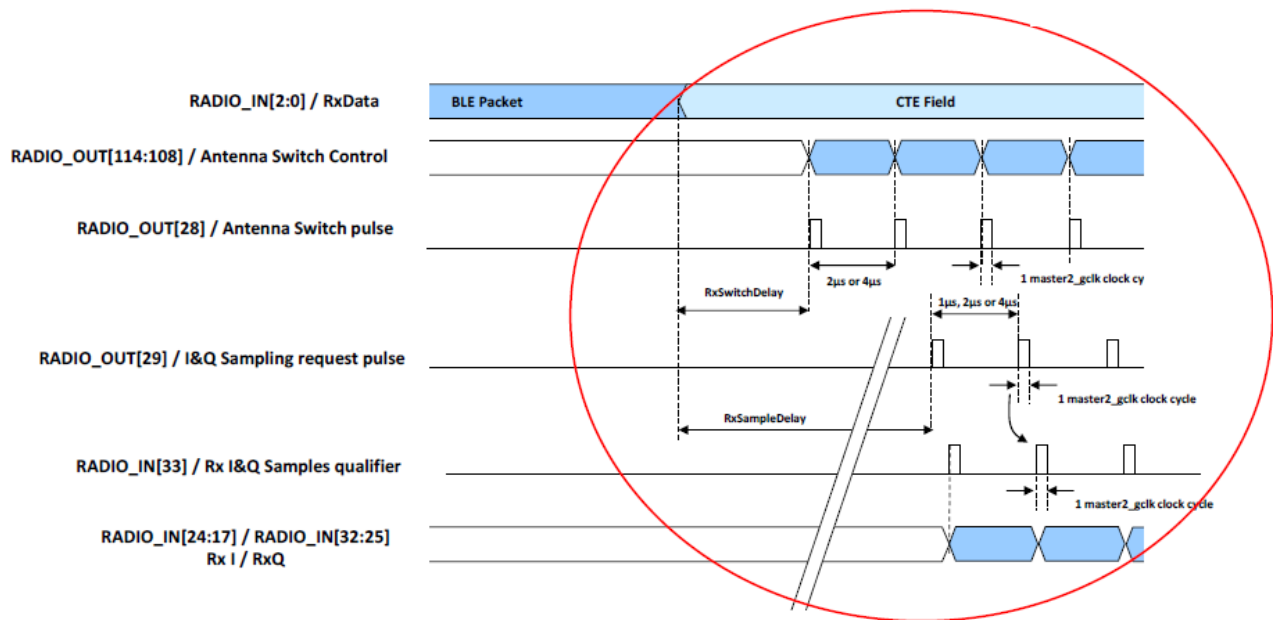 RADIO_IN[2:0] / RxData
BLE Packet
CTE Field
RADIO_OUT[114:108] / Antenna Switch Control
RADIO_OUT[28] / Antenna Switch pulse
2µs or 4µs
1 master2_gclk clock cy
RxSwitchDelay
1µs, 2µs or 4µs
RADIO_OUT[29] / I&Q Sampling request pulse
1 master2_gclk clock cycle
RxSampleDelay
RADIO_IN[33] / Rx I&Q Samples qualifier
1 master2_gclk clock cycle
RADIO_IN[24:17] / RADIO_IN[32:25]
Rx I / RxQ